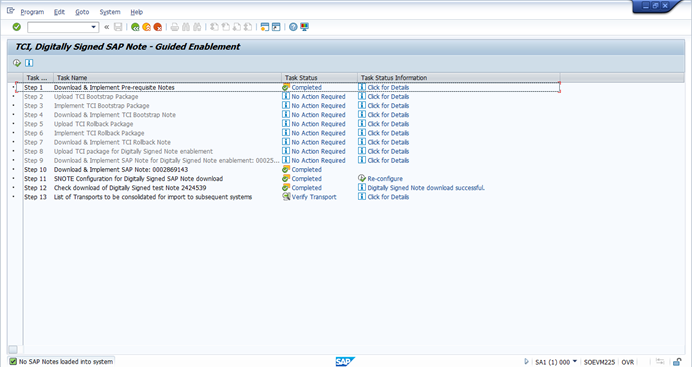 Program Edit Goto System Help
TCI, Digitally Signed SAP Note - Guided Enablement
Task ... Task Name Task Status Task Status Information
Step 1 Download & Implement Pre-requisite Notes Completed Click for Details
Step 2 Upload TCI Bootstrap Package No Action Required Click for Details
Step 3 Implement TCI Bootstrap Package No Action Required Click for Details
Step 4 Download & Implement TCI Bootstrap Note No Action Required Click for Details
Step 5 Upload TCI Rollback Package No Action Required Click for Details
Step 6 Implement TCI Rollback Package No Action Required Click for Details
Step 7 Download & Implement TCI Rollback Note No Action Required Click for Details
Step 8 Upload TCI package for Digitally Signed Note enablement No Action Required Click for Details
Step 9 Download & Implement SAP Note for Digitally Signed Note enablement: 00025... No Action Required Click for Details
Step 10 Download & Implement SAP Note: 0002869143 Completed
Step 11 SNOTE Configuration for Digitally Signed SAP Note download Completed Re-configure
Step 12 Check download of Digitally Signed test Note 2424539 Completed Digitally Signed Note download successful.
Step 13 List of Transports to be consolidated for import to subsequent systems Verify Transport Click for Details
No SAP Notes loaded into system SAP SA1 (1) 000 SOEVM225 OVR